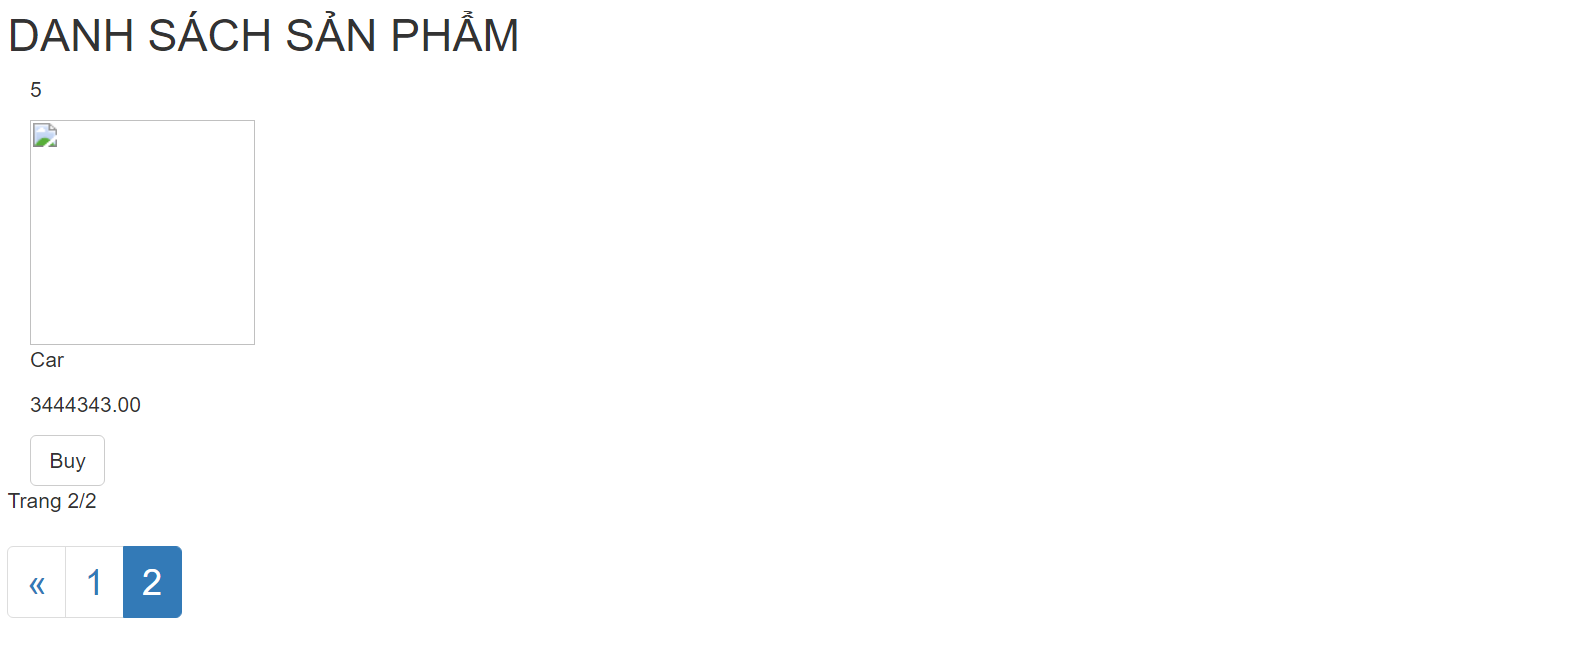 DANH SÁCH SẢN PHẨM
5
Car
3444343.00
Buy
Trang 2/2
« 1 2